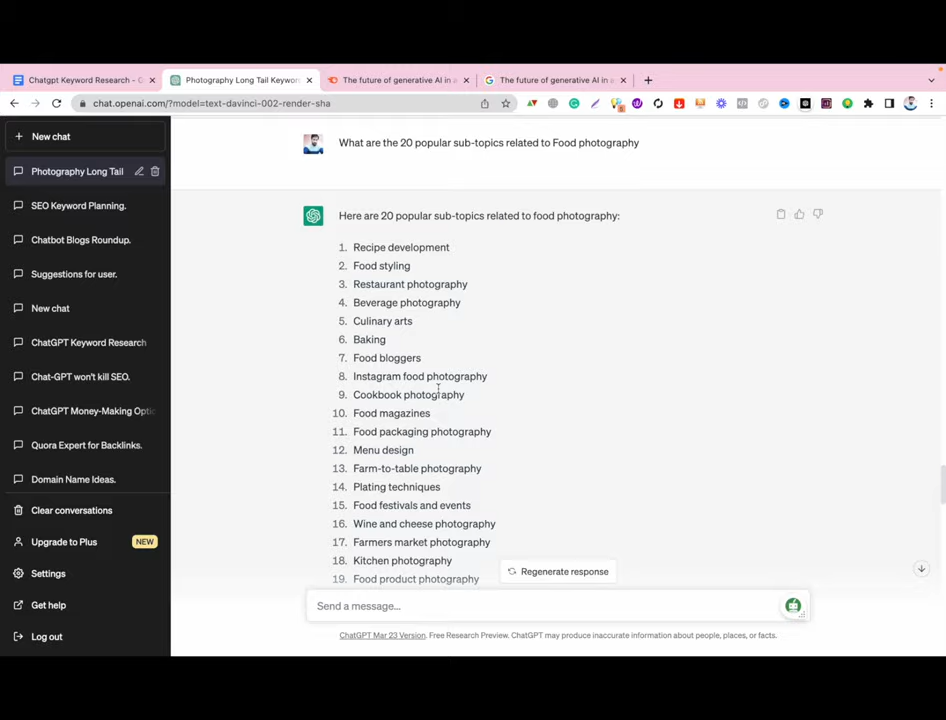 Chatgpt Keyword Research - G
Photography Long Tail Keywor
The future of generative AI in a
The future of generative AI in a
chat.openai.com/?model=text-davinci-002-render-sha
New chat
Photography Long Tail
SEO Keyword Planning.
Chatbot Blogs Roundup.
Suggestions for user.
New chat
ChatGPT Keyword Research
Chat-GPT won't kill SEO.
ChatGPT Money-Making Optio
Quora Expert for Backlinks.
Domain Name Ideas.
Clear conversations
Upgrade to Plus NEW
Settings
Get help
Log out
What are the 20 popular sub-topics related to Food photography
Here are 20 popular sub-topics related to food photography:
1. Recipe development
2. Food styling
3. Restaurant photography
4. Beverage photography
5. Culinary arts
6. Baking
7. Food bloggers
8. Instagram food photography
9. Cookbook photography
10. Food magazines
11. Food packaging photography
12. Menu design
13. Farm-to-table photography
14. Plating techniques
15. Food festivals and events
16. Wine and cheese photography
17. Farmers market photography
18. Kitchen photography
19. Food product photography
Regenerate response
Send a message...
ChatGPT Mar 23 Version. Free Research Preview. ChatGPT may produce inaccurate information about people, places, or facts.